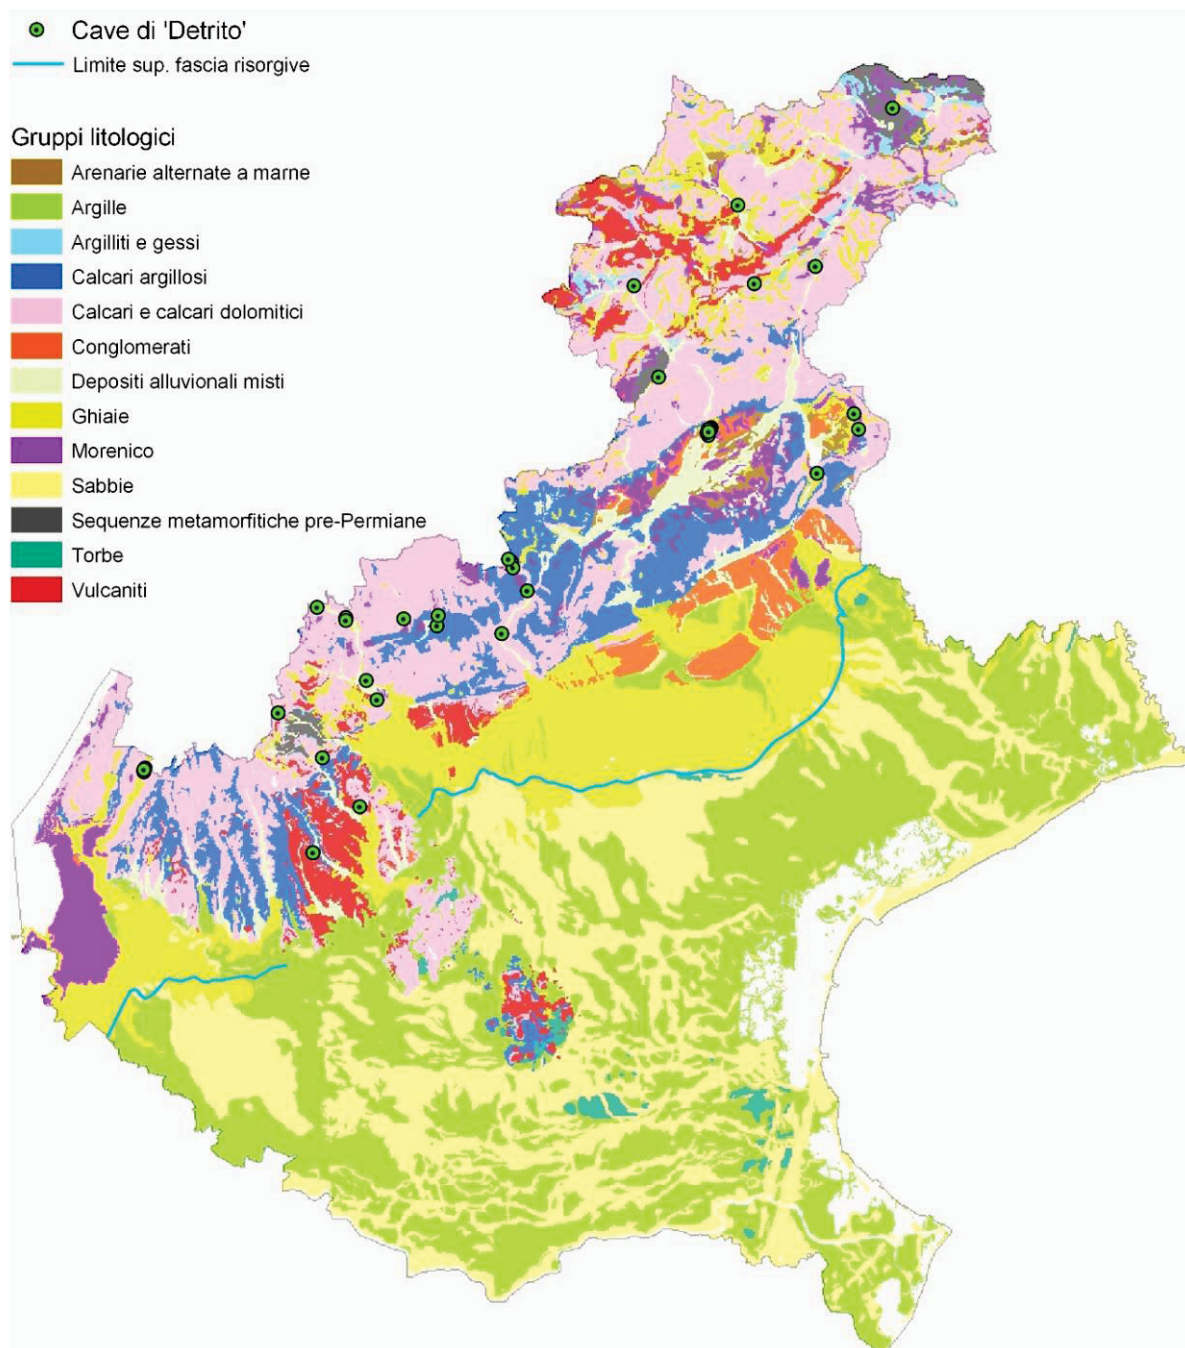 Cave di 'Detrito'
Limite sup. fascia risorgive
Gruppi litologici
Arenarie alternate a marne
Argille
Argilliti e gessi
Calcari argillosi
Calcari e calcari dolomitici
Conglomerati
Depositi alluvionali misti
Ghiaie
Morenico
Sabbie
Sequenze metamorfitiche pre-Permiane
Torbe
Vulcaniti